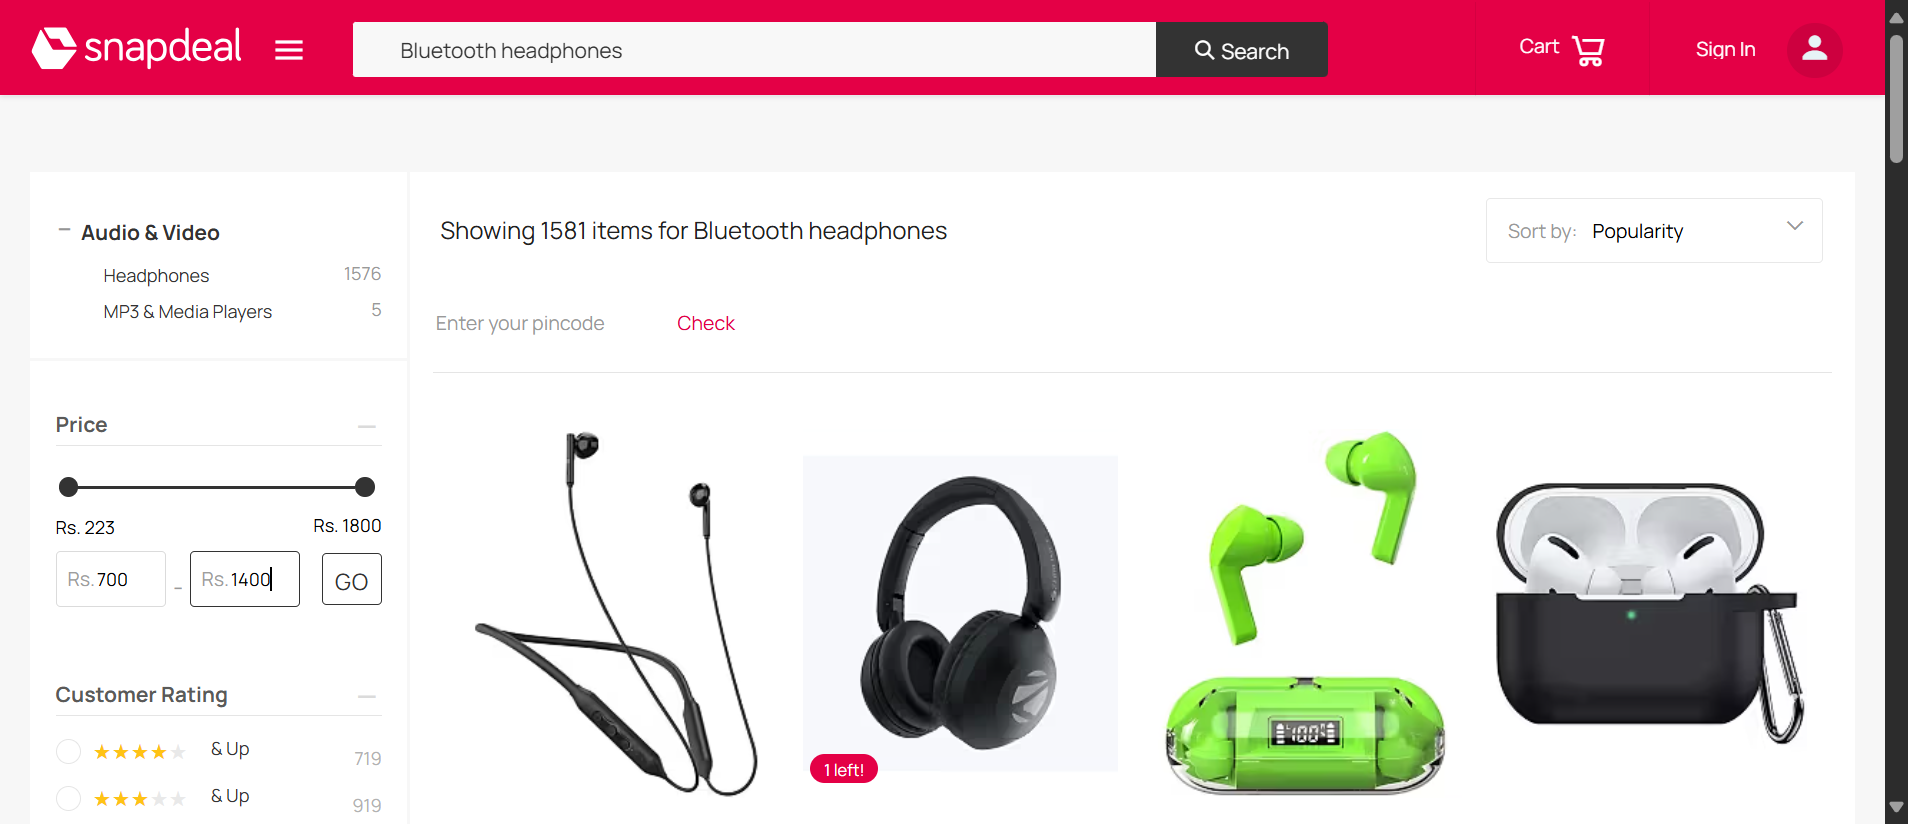 snapdeal
Bluetooth headphones
Search
Cart
Sign In
Audio & Video
Headphones 1576
MP3 & Media Players 5
Showing 1581 items for Bluetooth headphones
Sort by: Popularity
Enter your pincode Check
Price
Rs. 223 Rs. 1800
Rs. 700 - Rs. 1400 GO
Customer Rating
& Up 719
& Up 919
1 left!